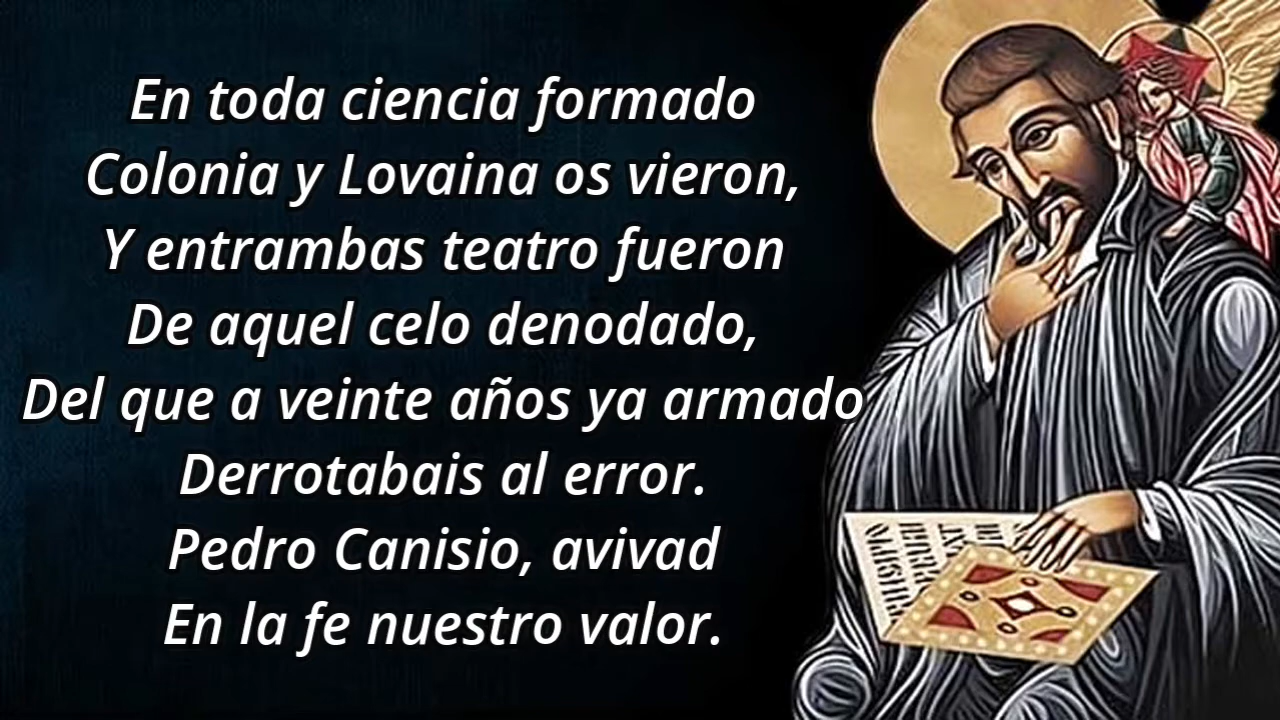 En toda ciencia formado
Colonia y Lovaina os vieron,
Y entrambas teatro fueron
De aquel celo denodado,
Del que a veinte años ya armado
Derrotabais al error.
Pedro Canisio, avivad
En la fe nuestro valor.